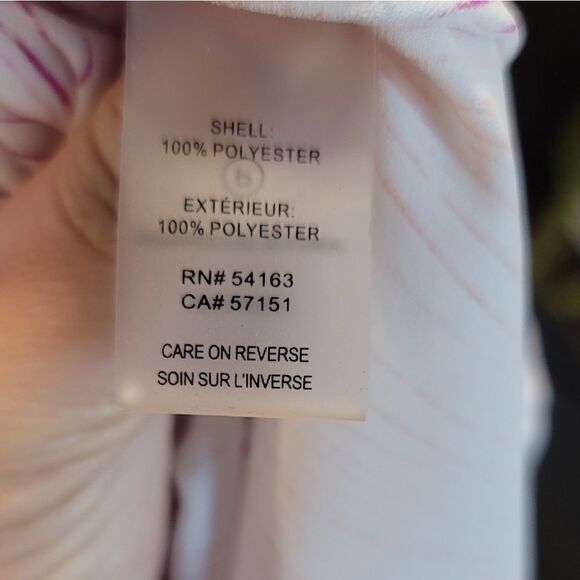 SHELL:
100% POLYESTER
EXTÉRIEUR:
100% POLYESTER
RN# 54163
CA# 57151
CARE ON REVERSE
SOIN SUR L'INVERSE